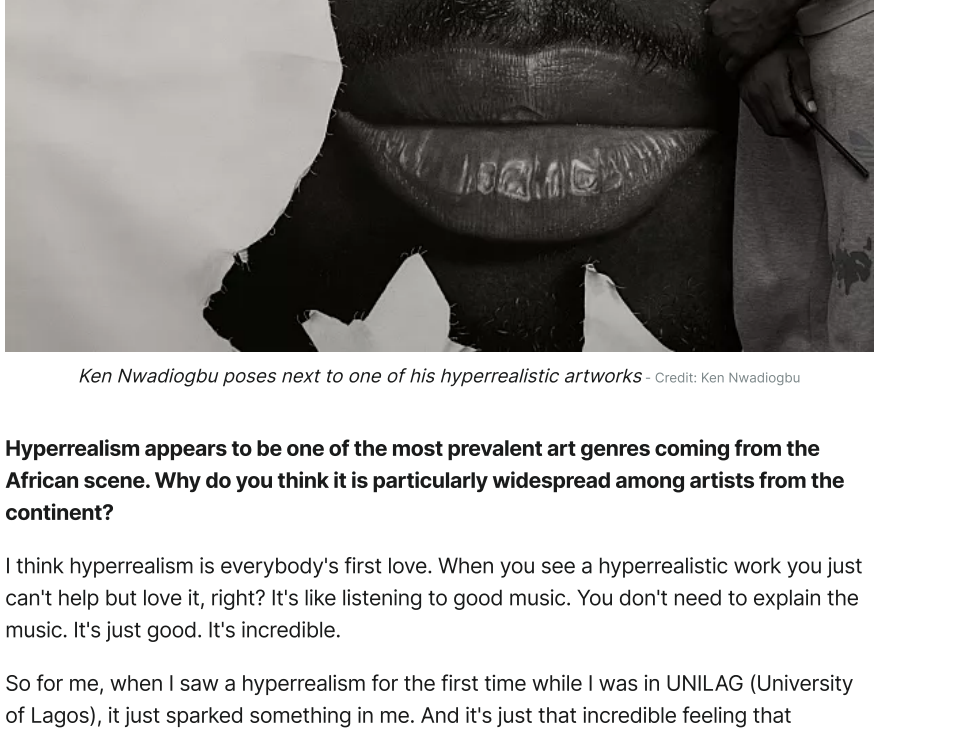 Ken Nwadiogbu poses next to one of his hyperrealistic artworks - Credit: Ken Nwadiogbu
Hyperrealism appears to be one of the most prevalent art genres coming from the
African scene. Why do you think it is particularly widespread among artists from the
continent?
I think hyperrealism is everybody's first love. When you see a hyperrealistic work you just
can't help but love it, right? It's like listening to good music. You don't need to explain the
music. It's just good. It's incredible.
So for me, when I saw a hyperrealism for the first time while I was in UNILAG (University
of Lagos), it just sparked something in me. And it's just that incredible feeling that